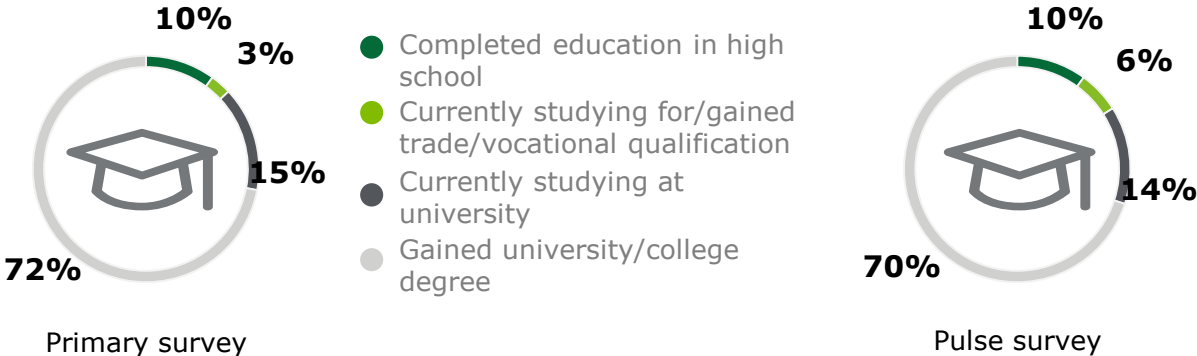 10%
3%
15%
72%
Primary survey
Completed education in high
school
Currently studying for/gained
trade/vocational qualification
Currently studying at
university
Gained university/college
degree
10%
6%
14%
70%
Pulse survey